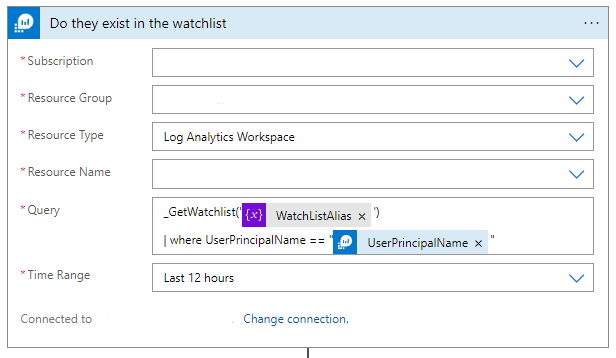 Do they exist in the watchlist ...
* Subscription
* Resource Group
* Resource Type Log Analytics Workspace
* Resource Name
* Query _GetWatchlist('{x} WatchListAlias × ')
| where UserPrincipalName == " UserPrincipalName × "
* Time Range Last 12 hours
Connected to Change connection.